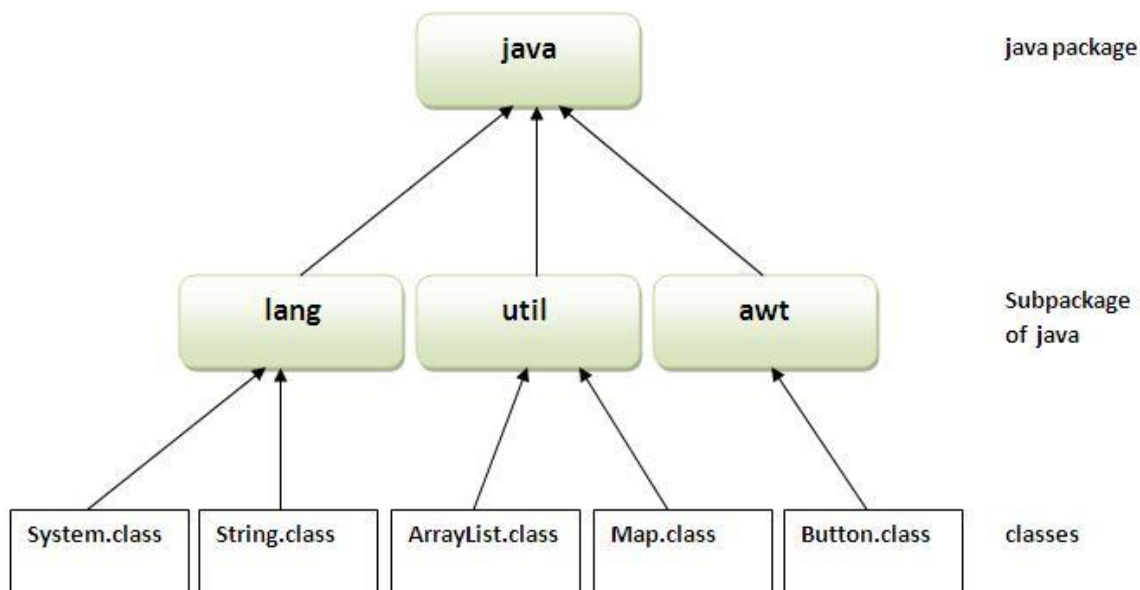 java
java package
lang
util
awt
Subpackage
of java
System.class
String.class
ArrayList.class
Map.class
Button.class
classes